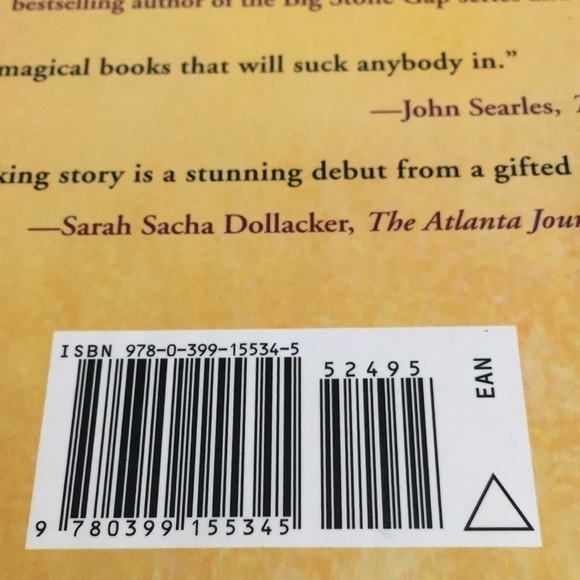 bestselling author of the Big Stone Gap series and
magical books that will suck anybody in."
—John Searles,
king story is a stunning debut from a gifted
—Sarah Sacha Dollacker, The Atlanta Jour
ISBN 978-0-399-15534-5
52495
EAN
9 780399 155345